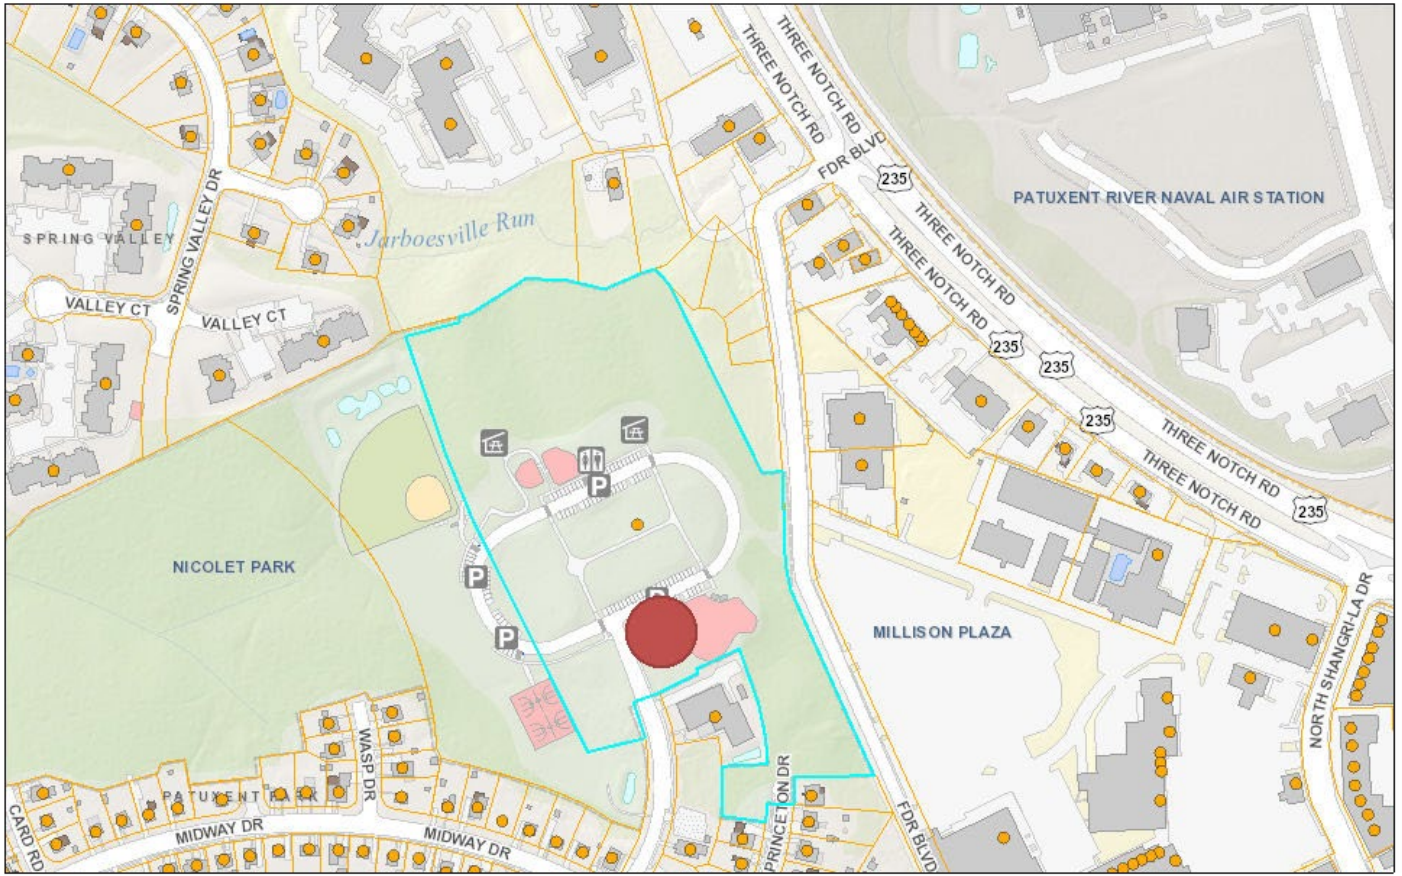 THREE NOTCH RD
THREE NOTCH RD
FDR BLVD
235
PATUXENT RIVER NAVAL AIR STATION
SPRING VALLEY DR
Jarboesville Run
SPRING VALLEY
THREE NOTCH RD
THREE NOTCH RD
VALLEY CT
VALLEY CT
235
235
235
THREE NOTCH RD
THREE NOTCH RD
235
P
NICOLET PARK
P
P
MILLISON PLAZA
NORTH SHANGRI-LA DR
WASP DR
PATUXENT PARK
CARD RD
MIDWAY DR
MIDWAY DR
PRINCETON DR
FDR BLVD